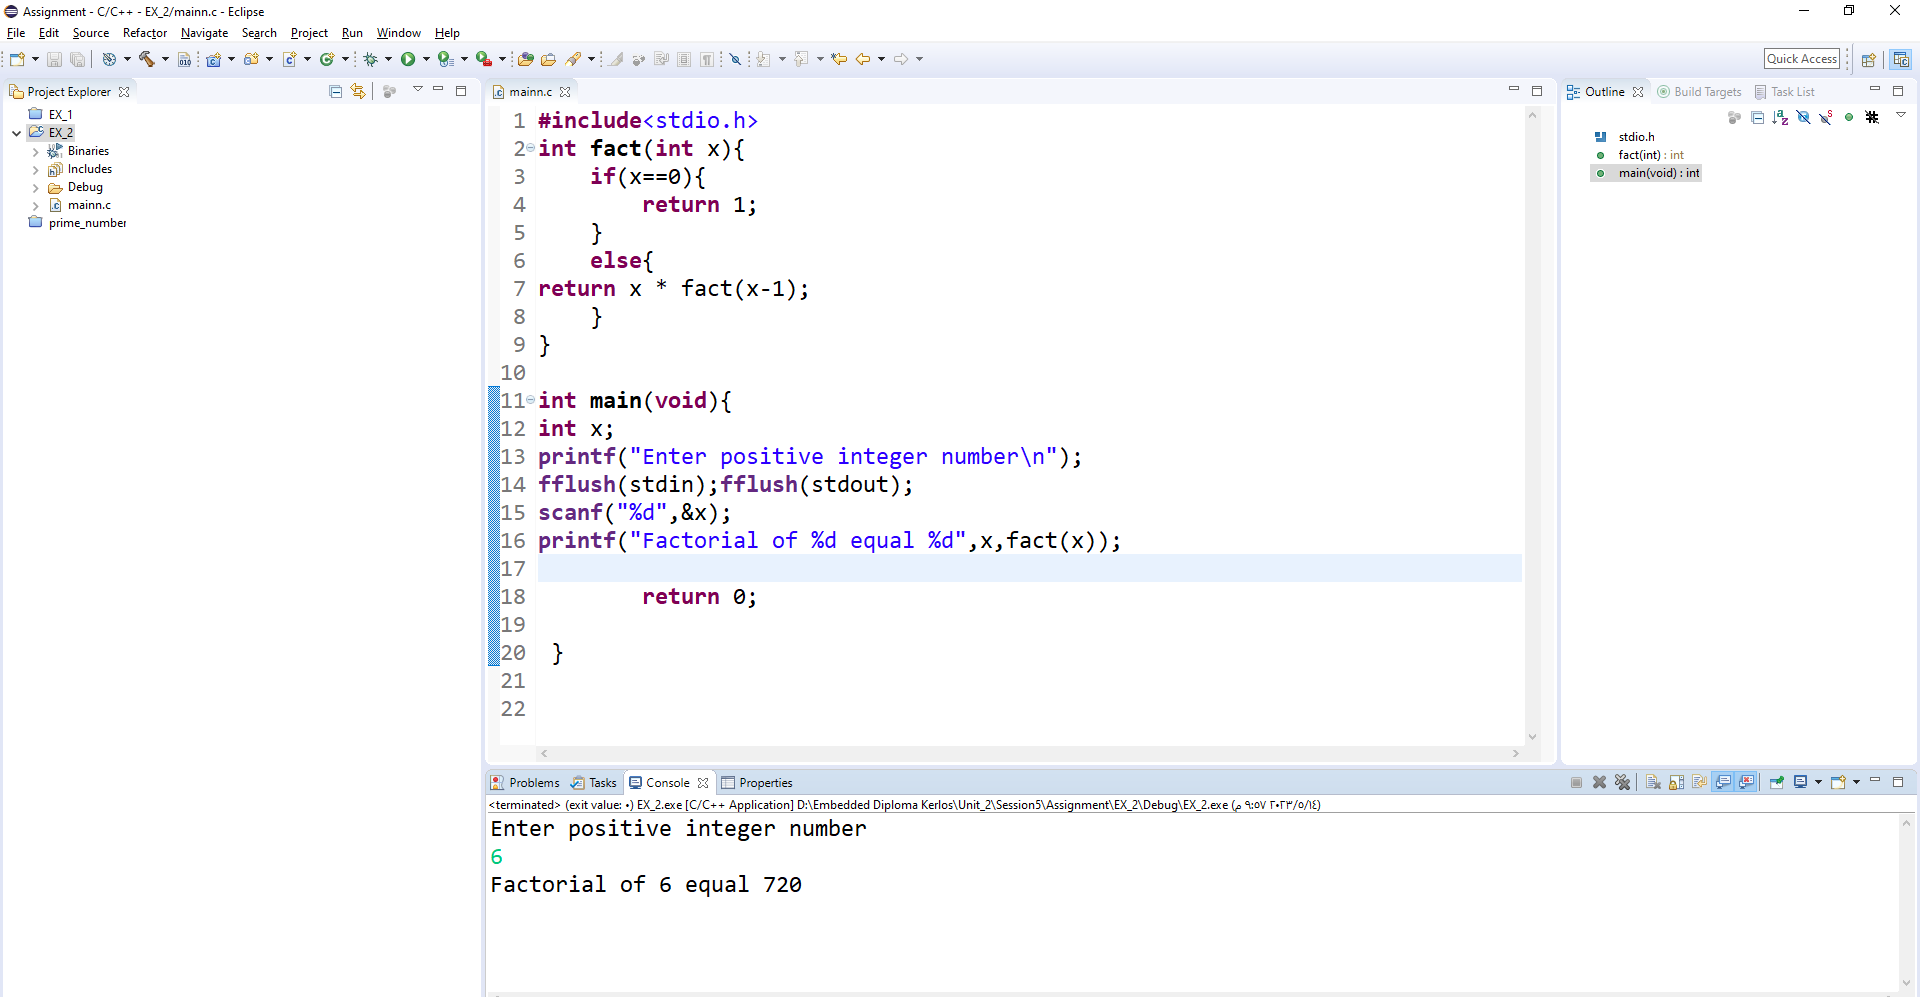 Assignment - C/C++ - EX_2/mainn.c - Eclipse
File Edit Source Refactor Navigate Search Project Run Window Help
Quick Access
Project Explorer
EX_1
EX_2
Binaries
Includes
Debug
mainn.c
prime_number
mainn.c
1 #include<stdio.h>
2 int fact(int x){
3 if(x==0){
4 return 1;
5 }
6 else{
7 return x * fact(x-1);
8 }
9 }
10
11 int main(void){
12 int x;
13 printf("Enter positive integer number\n");
14 fflush(stdin);fflush(stdout);
15 scanf("%d",&x);
16 printf("Factorial of %d equal %d",x,fact(x));
17
18 return 0;
19
20 }
21
22
Outline Build Targets Task List
stdio.h
fact(int) : int
main(void) : int
Problems Tasks Console Properties
<terminated> (exit value: ٠) EX_2.exe [C/C++ Application] D:\Embedded Diploma Kerlos\Unit_2\Session5\Assignment\EX_2\Debug\EX_2.exe (٢٠٢٣/٥/١٤ ٩:٥٧ م)
Enter positive integer number
6
Factorial of 6 equal 720